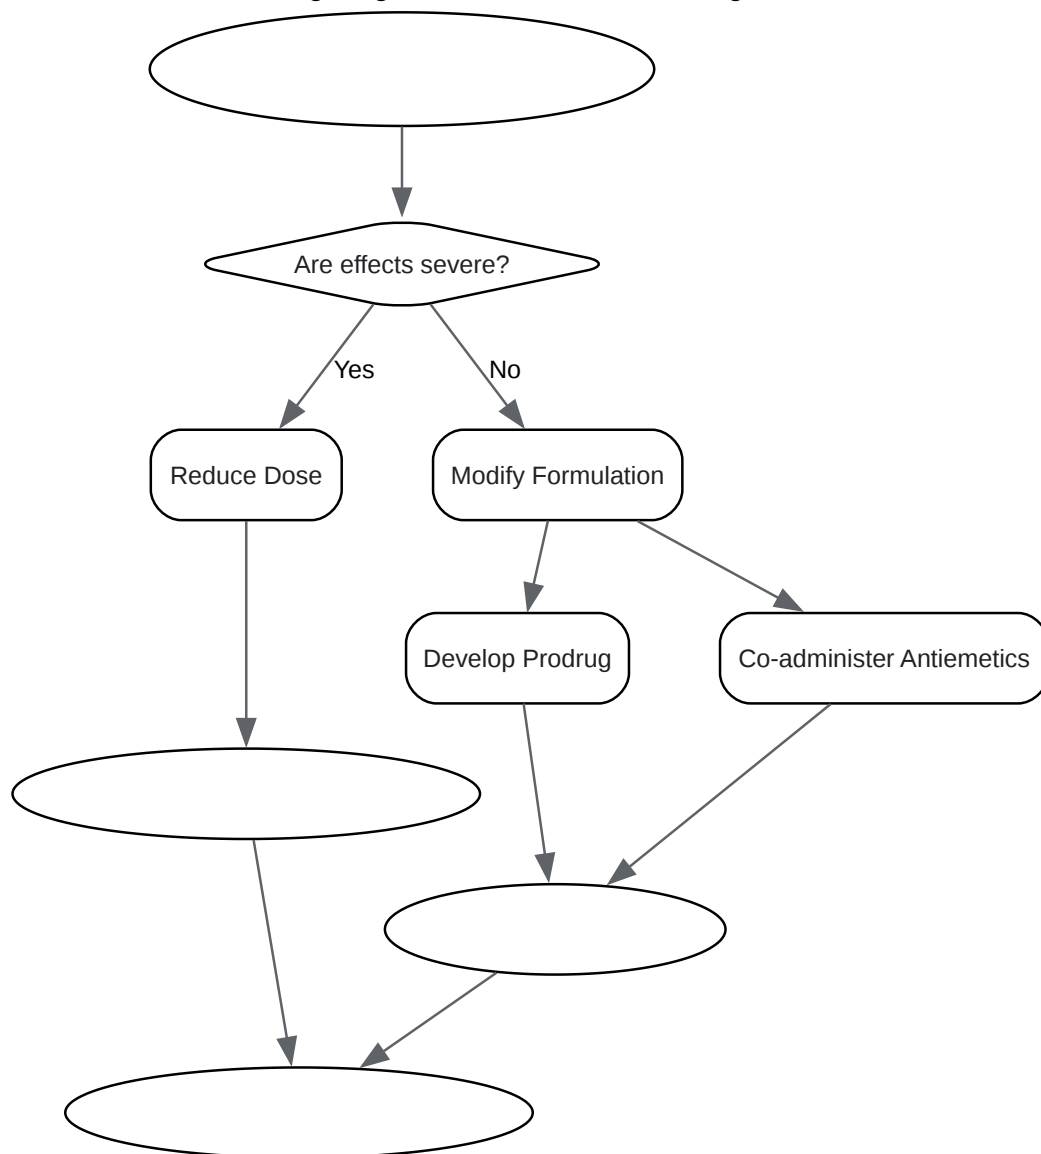 Are effects severe?
Yes
No
Reduce Dose
Modify Formulation
Develop Prodrug
Co-administer Antiemetics